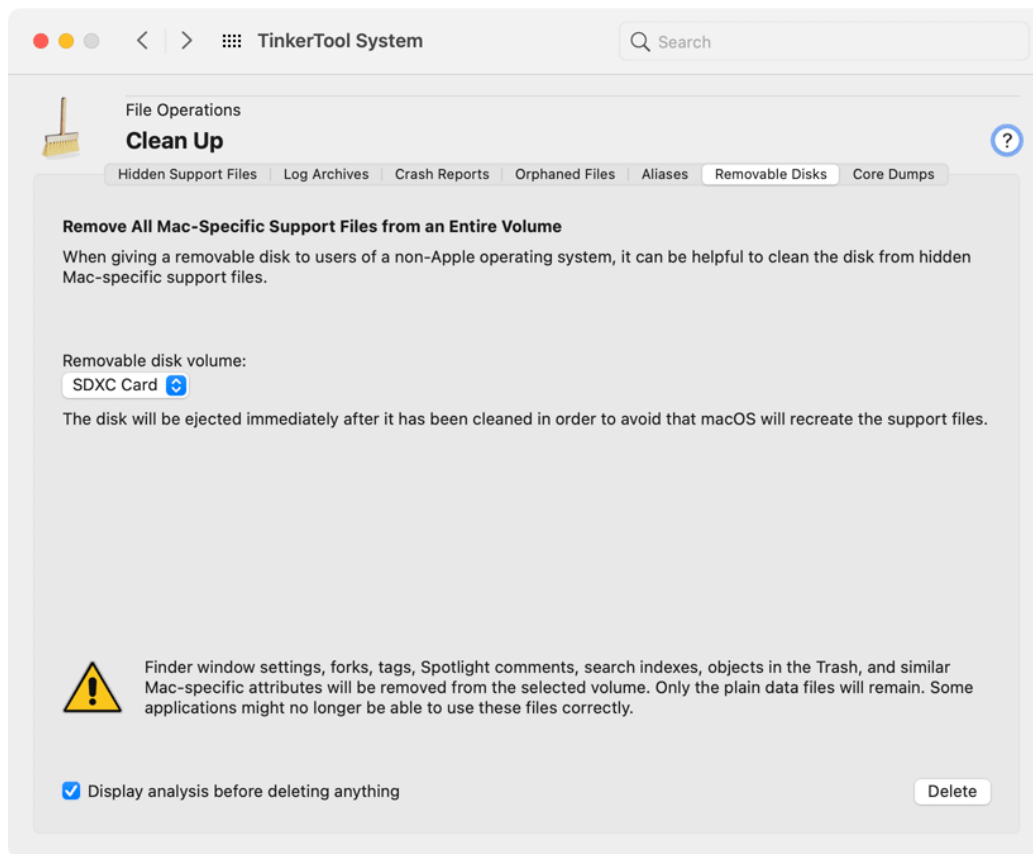 TinkerTool System
Search
File Operations
Clean Up
?
Hidden Support Files Log Archives Crash Reports Orphaned Files Aliases Removable Disks Core Dumps
Remove All Mac-Specific Support Files from an Entire Volume
When giving a removable disk to users of a non-Apple operating system, it can be helpful to clean the disk from hidden
Mac-specific support files.
Removable disk volume:
SDXC Card
The disk will be ejected immediately after it has been cleaned in order to avoid that macOS will recreate the support files.
Finder window settings, forks, tags, Spotlight comments, search indexes, objects in the Trash, and similar
Mac-specific attributes will be removed from the selected volume. Only the plain data files will remain. Some
applications might no longer be able to use these files correctly.
Display analysis before deleting anything
Delete